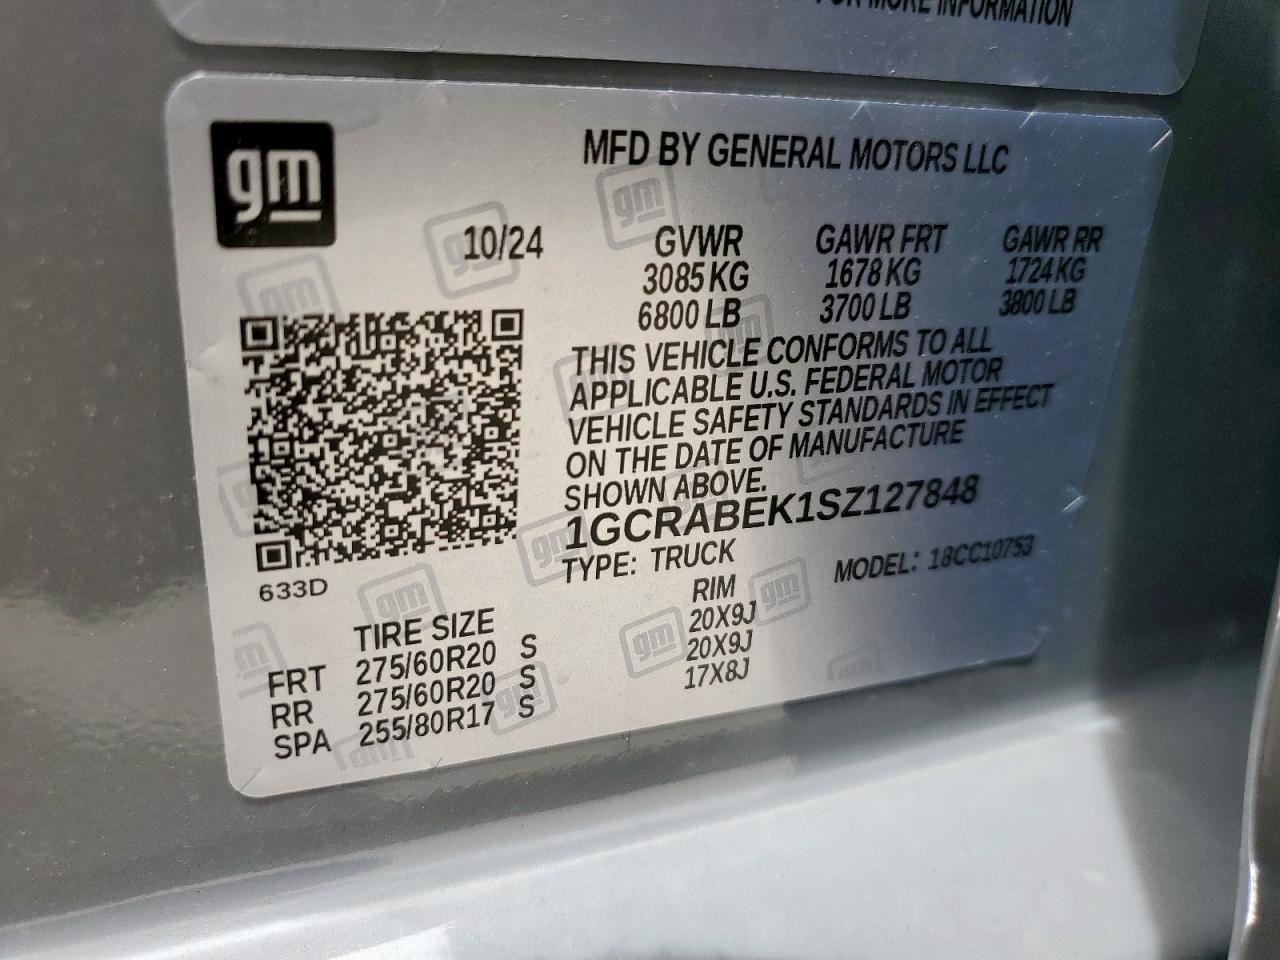 FOR MORE INFORMATION
gm
MFD BY GENERAL MOTORS LLC
10/24
GVWR GAWR FRT GAWR RR
3085 KG 1678 KG 1724 KG
6800 LB 3700 LB 3800 LB
THIS VEHICLE CONFORMS TO ALL
APPLICABLE U.S. FEDERAL MOTOR
VEHICLE SAFETY STANDARDS IN EFFECT
ON THE DATE OF MANUFACTURE
SHOWN ABOVE.
1GCRABEK1SZ127848
TYPE: TRUCK MODEL: 18CC10753
633D
TIRE SIZE RIM
FRT 275/60R20 S 20X9J
RR 275/60R20 S 20X9J
SPA 255/80R17 S 17X8J